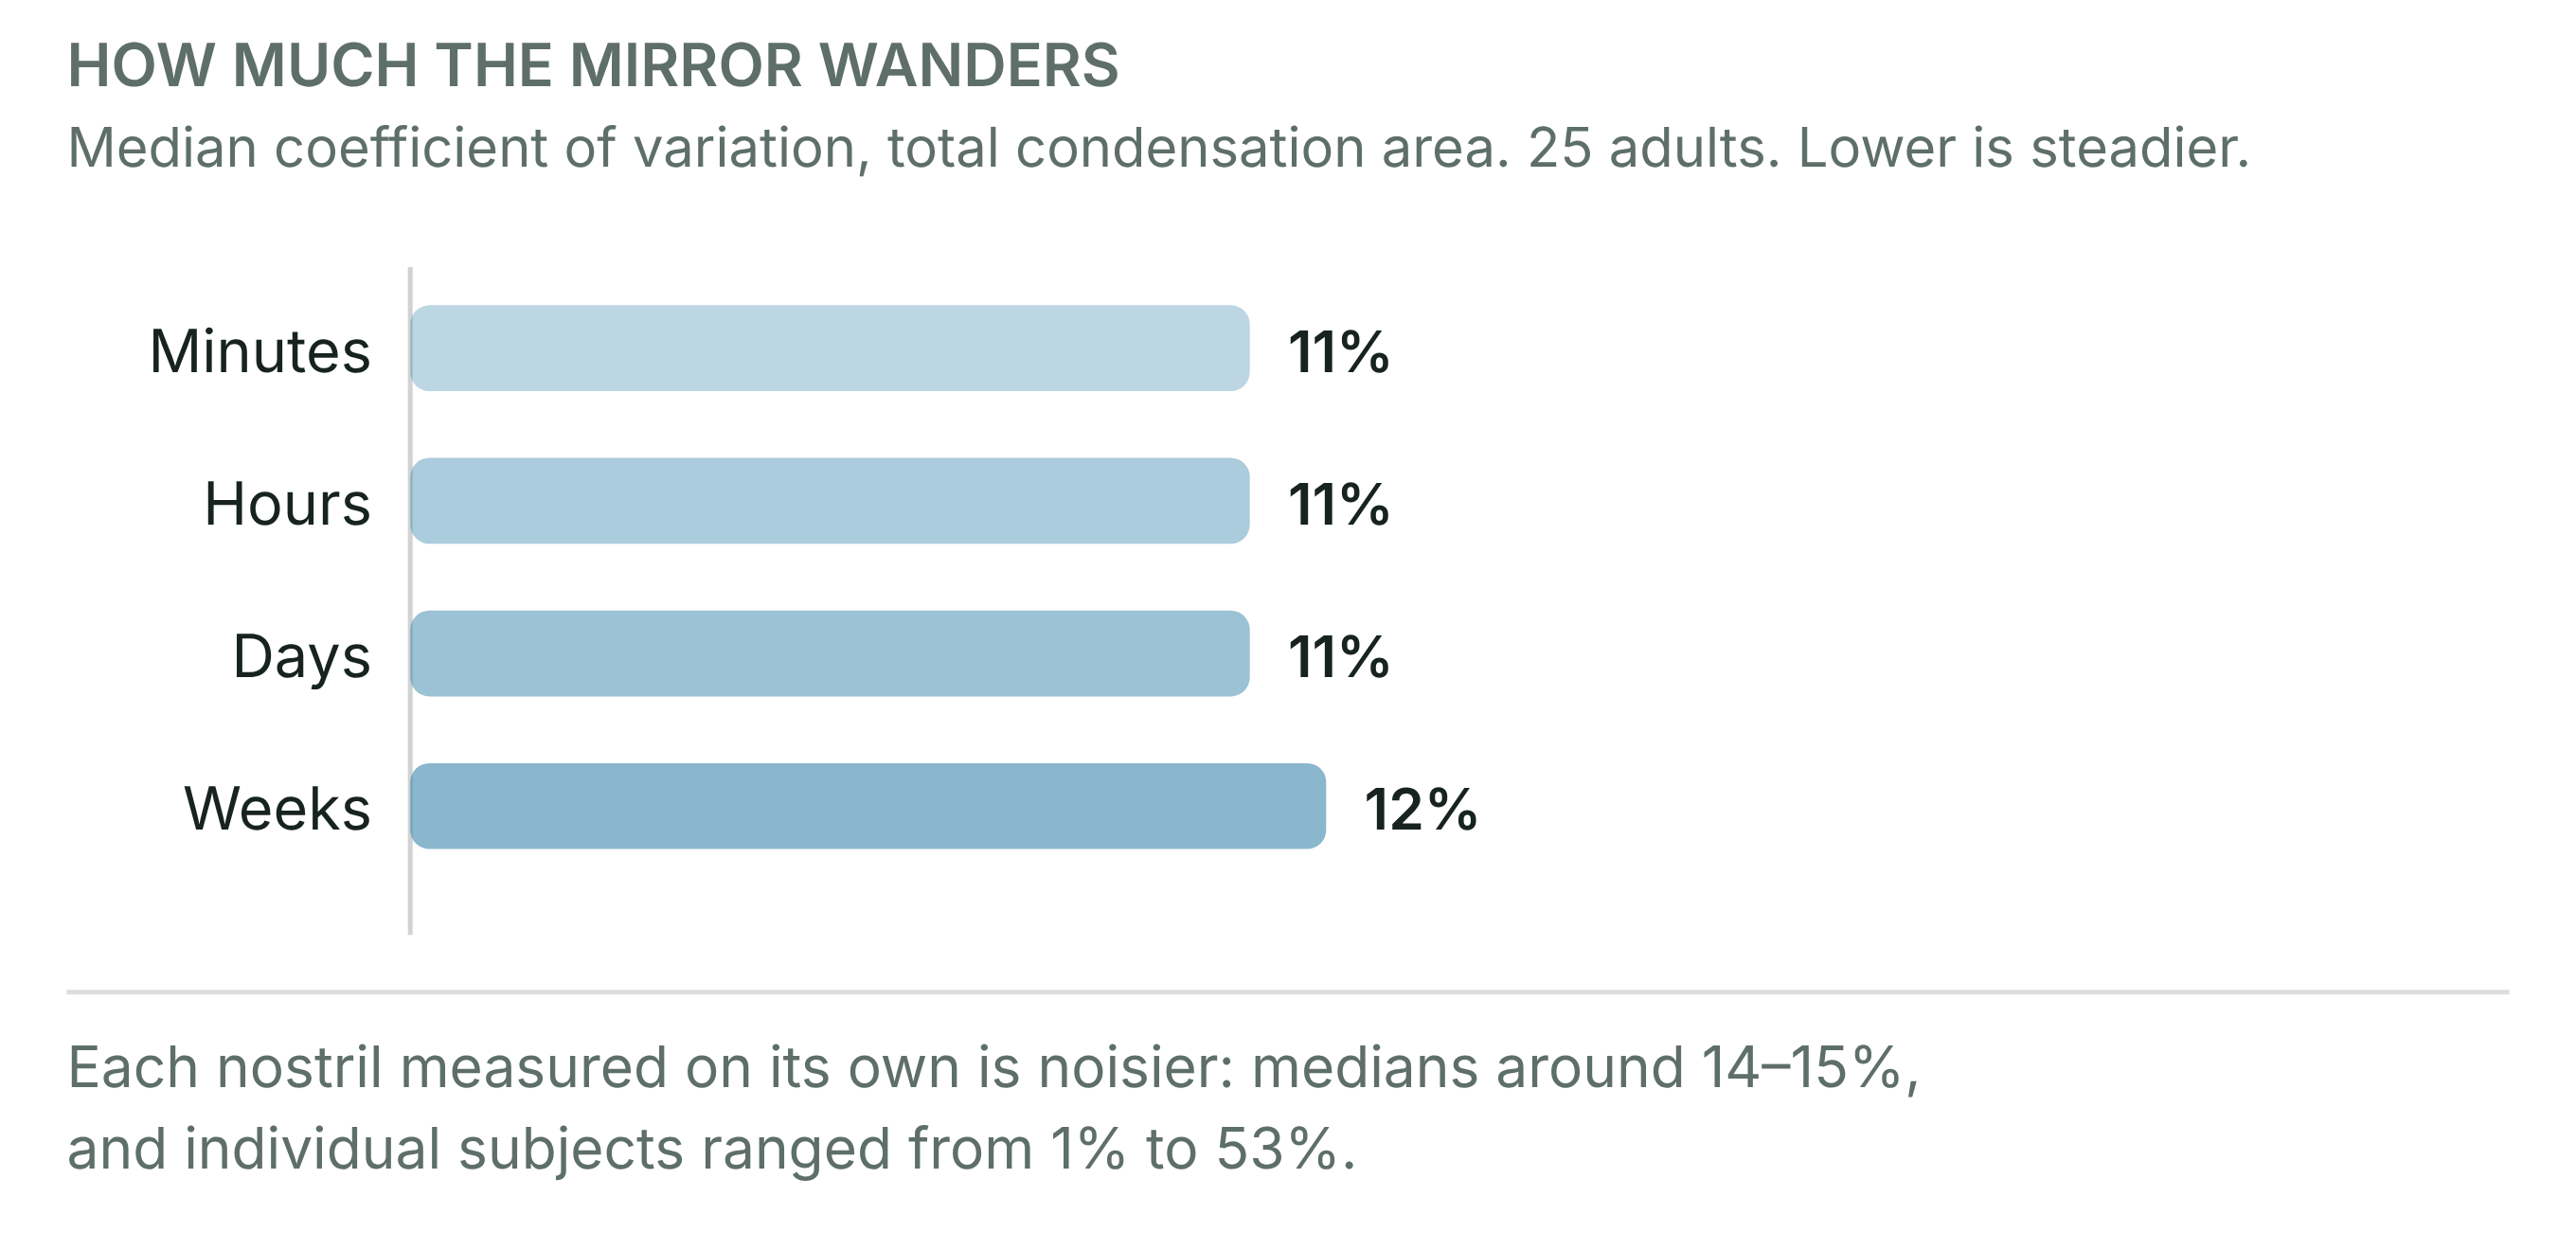 HOW MUCH THE MIRROR WANDERS
Median coefficient of variation, total condensation area. 25 adults. Lower is steadier.
Minutes 11%
Hours 11%
Days 11%
Weeks 12%
Each nostril measured on its own is noisier: medians around 14–15%,
and individual subjects ranged from 1% to 53%.